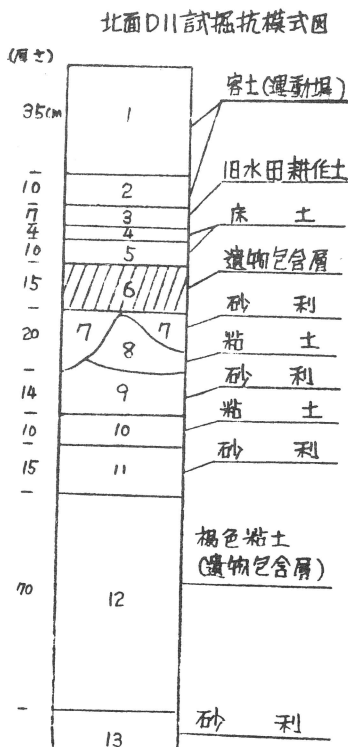 北面D11試掘抗模式図
(厚さ)
35cm 1 客土(運動場)
10 2 旧水田耕作土
7 3 床 土
4 4
10 5 遺物包含層
15 6 砂 利
20 7 8 7 粘 土
砂 利
14 9 粘 土
10 10 砂 利
15 11
褐色粘土
(遺物包含層)
70 12
砂 利
13